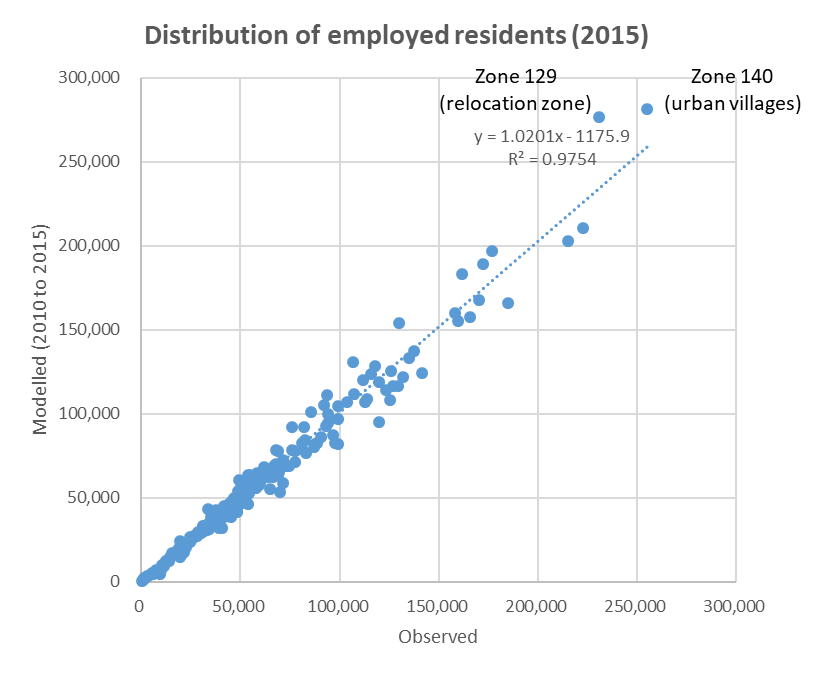 Distribution of employed residents (2015)
Zone 129
(relocation zone)
Zone 140
(urban villages)
y = 1.0201x - 1175.9
R² = 0.9754
300,000
250,000
200,000
150,000
100,000
50,000
0
Modelled (2010 to 2015)
0
50,000
100,000
150,000
200,000
250,000
300,000
Observed